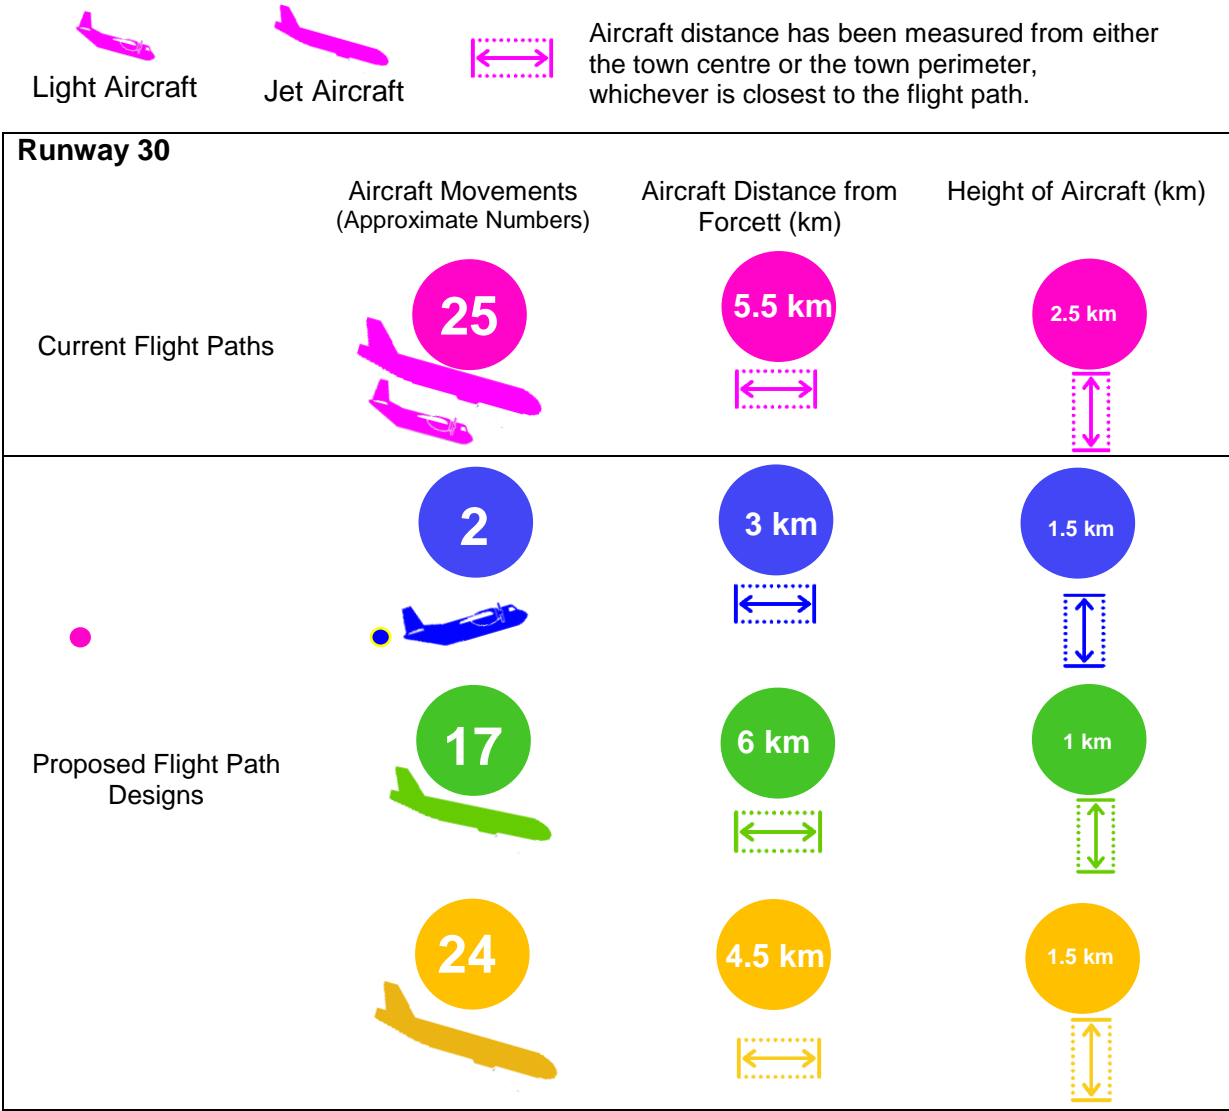 Light Aircraft
Jet Aircraft
Aircraft distance has been measured from either
the town centre or the town perimeter,
whichever is closest to the flight path.
Runway 30
Aircraft Movements
(Approximate Numbers)
Aircraft Distance from
Forcett (km)
Height of Aircraft (km)
Current Flight Paths
25
5.5 km
2.5 km
2
3 km
1.5 km
Proposed Flight Path
Designs
17
6 km
1 km
24
4.5 km
1.5 km